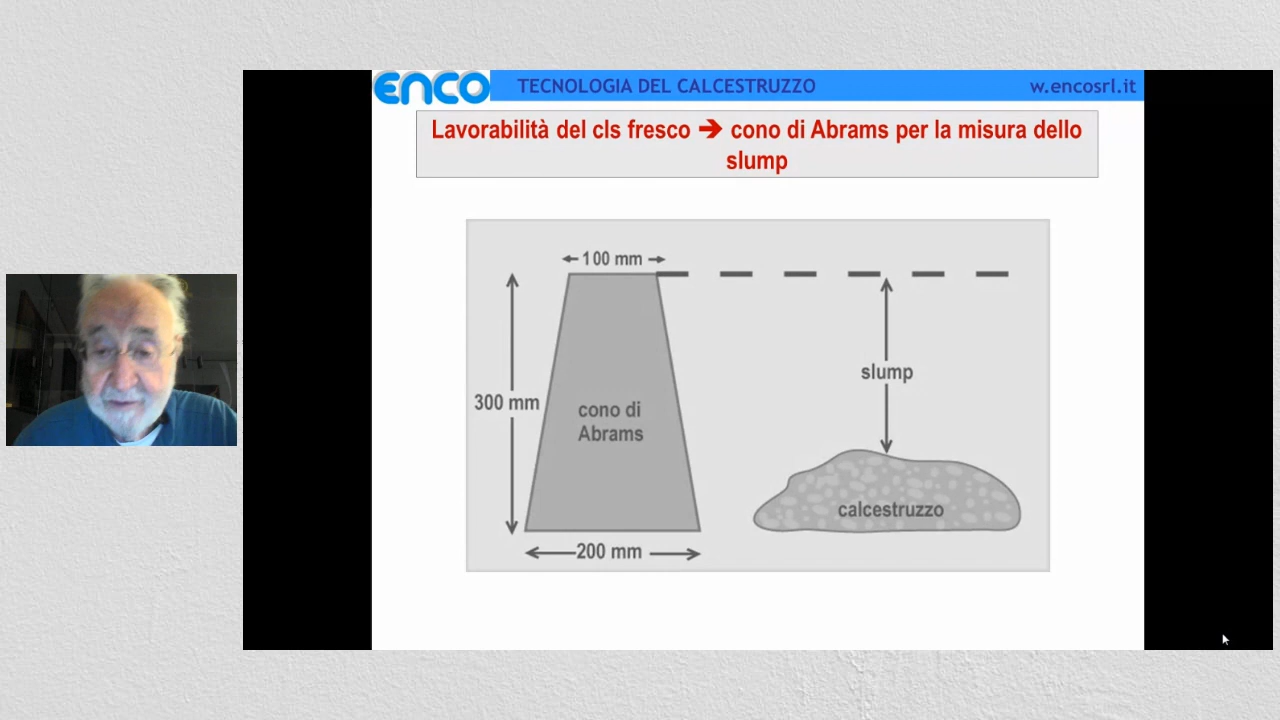 enco TECNOLOGIA DEL CALCESTRUZZO w.encosrl.it
Lavorabilità del cls fresco ➔ cono di Abrams per la misura dello
slump
100 mm
slump
300 mm
cono di
Abrams
calcestruzzo
200 mm